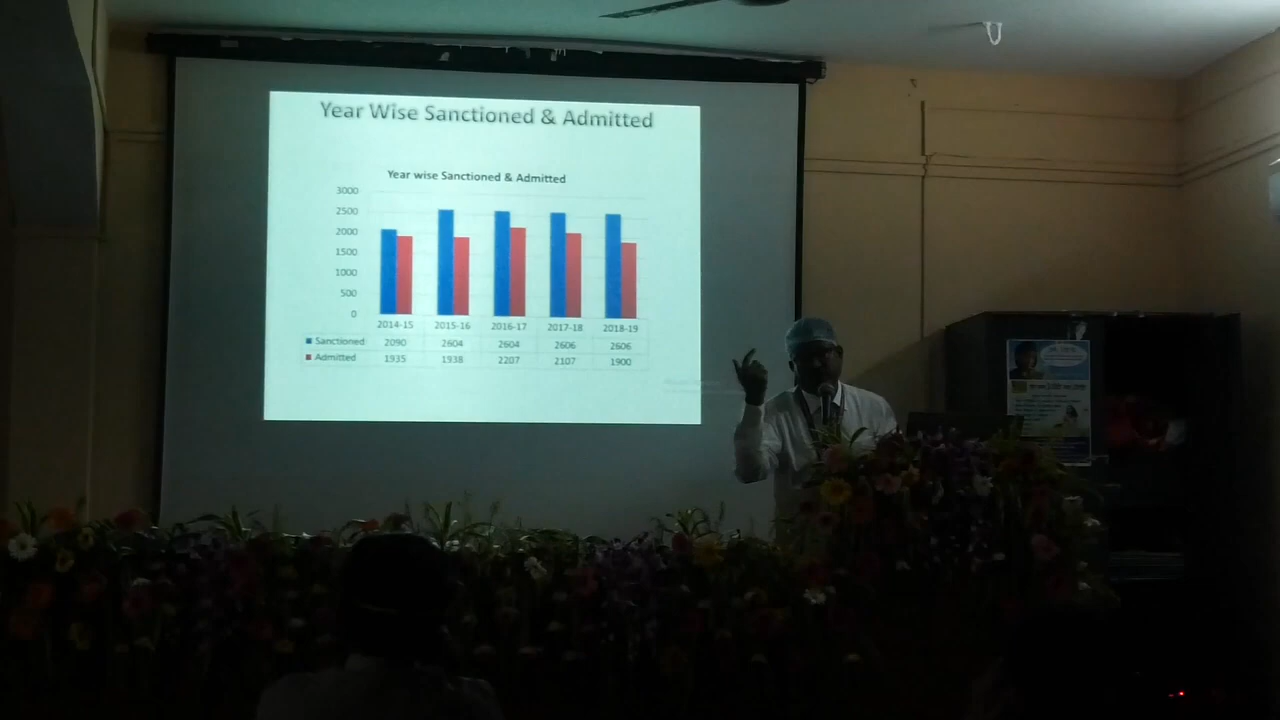 Year Wise Sanctioned & Admitted
Year wise Sanctioned & Admitted
3000
2500
2000
1500
1000
500
0
2014-15 2015-16 2016-17 2017-18 2018-19
Sanctioned 2090 2604 2604 2606 2606
Admitted 1935 1938 2207 2107 1900